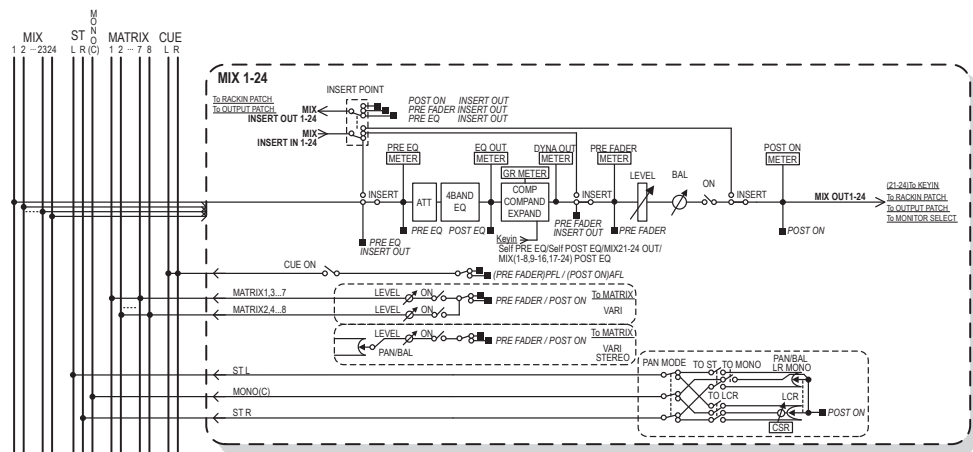 MIX
ST
MONO
(C)
MATRIX
CUE
1 2 ··· 2324
L R
1 2 ··· 7 8
L R
MIX 1-24
INSERT POINT
To RACKIN PATCH
To OUTPUT PATCH
MIX
INSERT OUT 1-24
POST ON INSERT OUT
PRE FADER INSERT OUT
PRE EQ INSERT OUT
MIX
INSERT IN 1-24
PRE EQ
METER
EQ OUT
METER
DYNA OUT
METER
PRE FADER
METER
POST ON
METER
GR METER
LEVEL
BAL
ON
INSERT
ATT
4BAND
EQ
COMP
COMPAND
EXPAND
INSERT
INSERT
MIX OUT1-24
(21-24)To KEYIN
To RACKIN PATCH
To OUTPUT PATCH
To MONITOR SELECT
PRE EQ
INSERT OUT
PRE EQ
POST EQ
PRE FADER
INSERT OUT
PRE FADER
POST ON
Keyin
Self PRE EQ/Self POST EQ/MIX21-24 OUT/
MIX(1-8,9-16,17-24) POST EQ
CUE ON
(PRE FADER)PFL / (POST ON)AFL
MATRIX1,3...7
LEVEL
ON
PRE FADER / POST ON
To MATRIX
MATRIX2,4...8
LEVEL
ON
VARI
LEVEL
ON
PAN/BAL
PRE FADER / POST ON
To MATRIX
VARI
STEREO
ST L
MONO(C)
ST R
PAN MODE
TO ST
TO MONO
PAN/BAL
LR MONO
TO LCR
LCR
CSR
POST ON